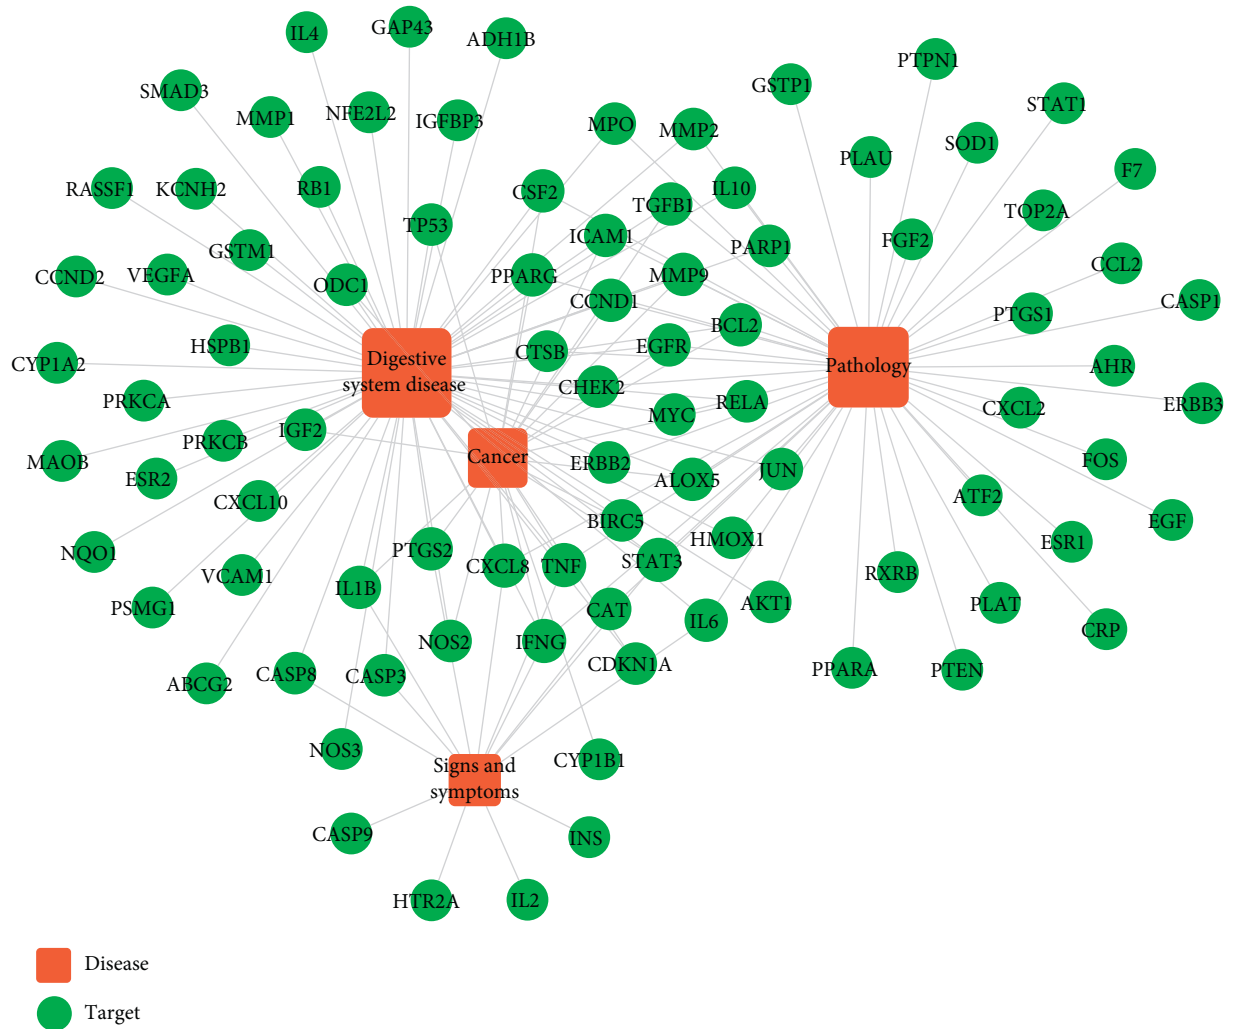 IL4
GAP43
ADH1B
PTPN1
GSTP1
SMAD3
STAT1
MMP1
NFE2L2
IGFBP3
MPO
MMP2
SOD1
PLAU
F7
RASSF1
KCNH2
RB1
CSF2
IL10
TGFB1
TOP2A
TP53
ICAM1
PARP1
FGF2
GSTM1
CCL2
CCND2
VEGFA
ODC1
PPARG
MMP9
CCND1
CASP1
PTGS1
BCL2
HSPB1
CTSB
EGFR
CYP1A2
Digestive
system disease
Pathology
AHR
CHEK2
PRKCA
MYC
RELA
CXCL2
ERBB3
PRKCB
IGF2
Cancer
MAOB
ERBB2
JUN
FOS
ESR2
ALOX5
CXCL10
ATF2
BIRC5
EGF
HMOX1
ESR1
NQO1
PTGS2
CXCL8
TNF
STAT3
VCAM1
IL1B
RXRB
PSMG1
CAT
AKT1
PLAT
IL6
CRP
NOS2
IFNG
CDKN1A
ABCG2
CASP8
CASP3
PPARA
PTEN
NOS3
CYP1B1
Signs and
symptoms
CASP9
INS
HTR2A
IL2
Disease
Target